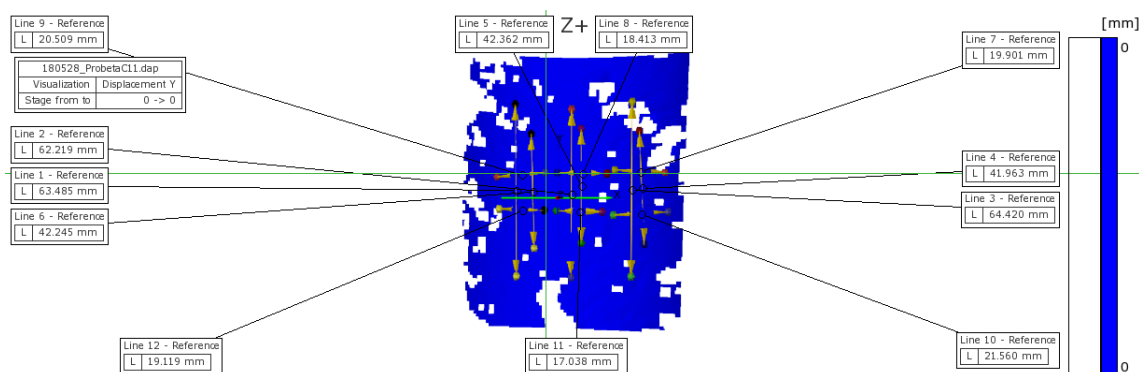 Line 9 - Reference
L 20.509 mm
180528_ProbetaC11.dap
Visualization Displacement Y
Stage from to 0 -> 0
Line 5 - Reference
L 42.362 mm
Z+
Line 8 - Reference
L 18.413 mm
[mm]
0
Line 7 - Reference
L 19.901 mm
Line 2 - Reference
L 62.219 mm
Line 1 - Reference
L 63.485 mm
Line 6 - Reference
L 42.245 mm
Line 4 - Reference
L 41.963 mm
Line 3 - Reference
L 64.420 mm
Line 12 - Reference
L 19.119 mm
Line 11 - Reference
L 17.038 mm
Line 10 - Reference
L 21.560 mm
0